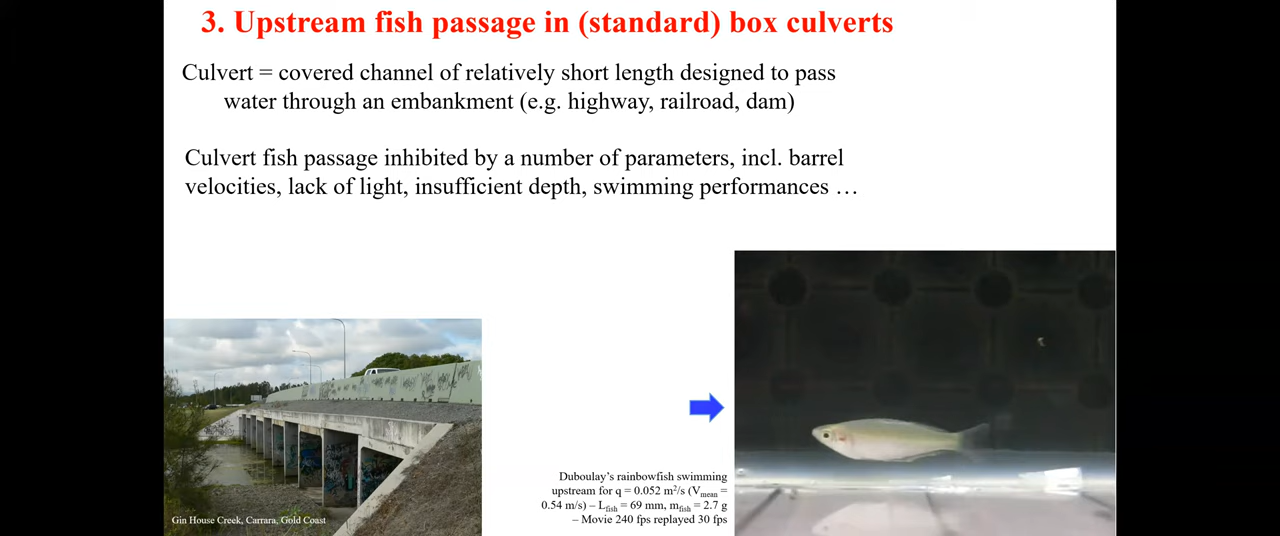 3. Upstream fish passage in (standard) box culverts
Culvert = covered channel of relatively short length designed to pass
water through an embankment (e.g. highway, railroad, dam)
Culvert fish passage inhibited by a number of parameters, incl. barrel
velocities, lack of light, insufficient depth, swimming performances …
Gin House Creek, Carrara, Gold Coast
Duboulay's rainbowfish swimming
upstream for q = 0.052 m²/s (Vmean =
0.54 m/s) – Lfish = 69 mm, mfish = 2.7 g
– Movie 240 fps replayed 30 fps